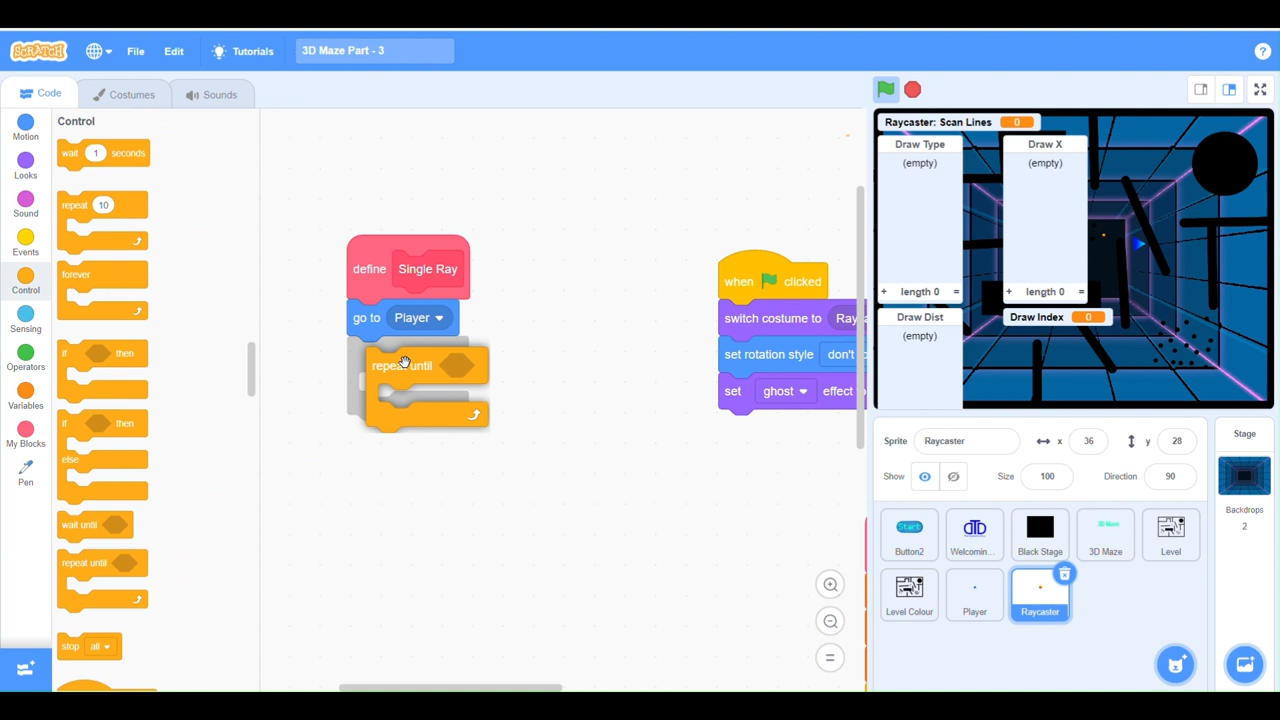 SCRATCH
File
Edit
Tutorials
3D Maze Part - 3
?
Code
Costumes
Sounds
Motion
Looks
Sound
Events
Control
Sensing
Operators
Variables
My Blocks
Pen
Control
wait 1 seconds
repeat 10
forever
if then
if then
else
wait until
repeat until
stop all
define Single Ray
go to Player
repeat until
when clicked
switch costume to
set rotation style don't
set ghost effect
Raycaster: Scan Lines 0
Draw Type
(empty)
+ length 0 =
Draw X
(empty)
+ length 0 =
Draw Dist
(empty)
Draw Index 0
Sprite Raycaster x 36 y 28
Show Size 100 Direction 90
Button2
Welcomin...
Black Stage
3D Maze
Level
Level Colour
Player
Raycaster
Start
3D Maze
Stage
Backdrops
2